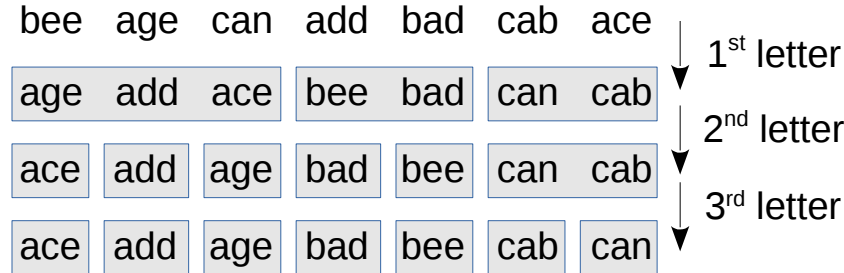 bee age can add bad cab ace
1st letter
age add ace bee bad can cab
2nd letter
ace add age bad bee can cab
3rd letter
ace add age bad bee cab can